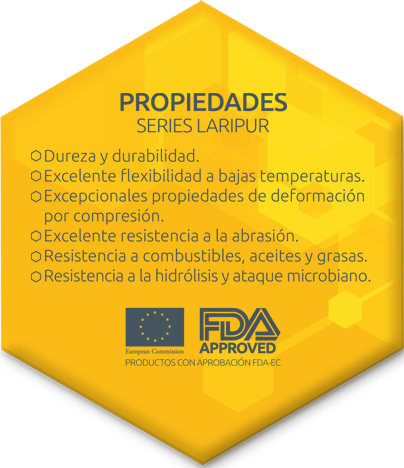 PROPIEDADES
SERIES LARIPUR
Dureza y durabilidad.
Excelente flexibilidad a bajas temperaturas.
Excepcionales propiedades de deformación
por compresión.
Excelente resistencia a la abrasión.
Resistencia a combustibles, aceites y grasas.
Resistencia a la hidrólisis y ataque microbiano.
European Commission
FDA
APPROVED
PRODUCTOS CON APROBACIÓN FDA-EC